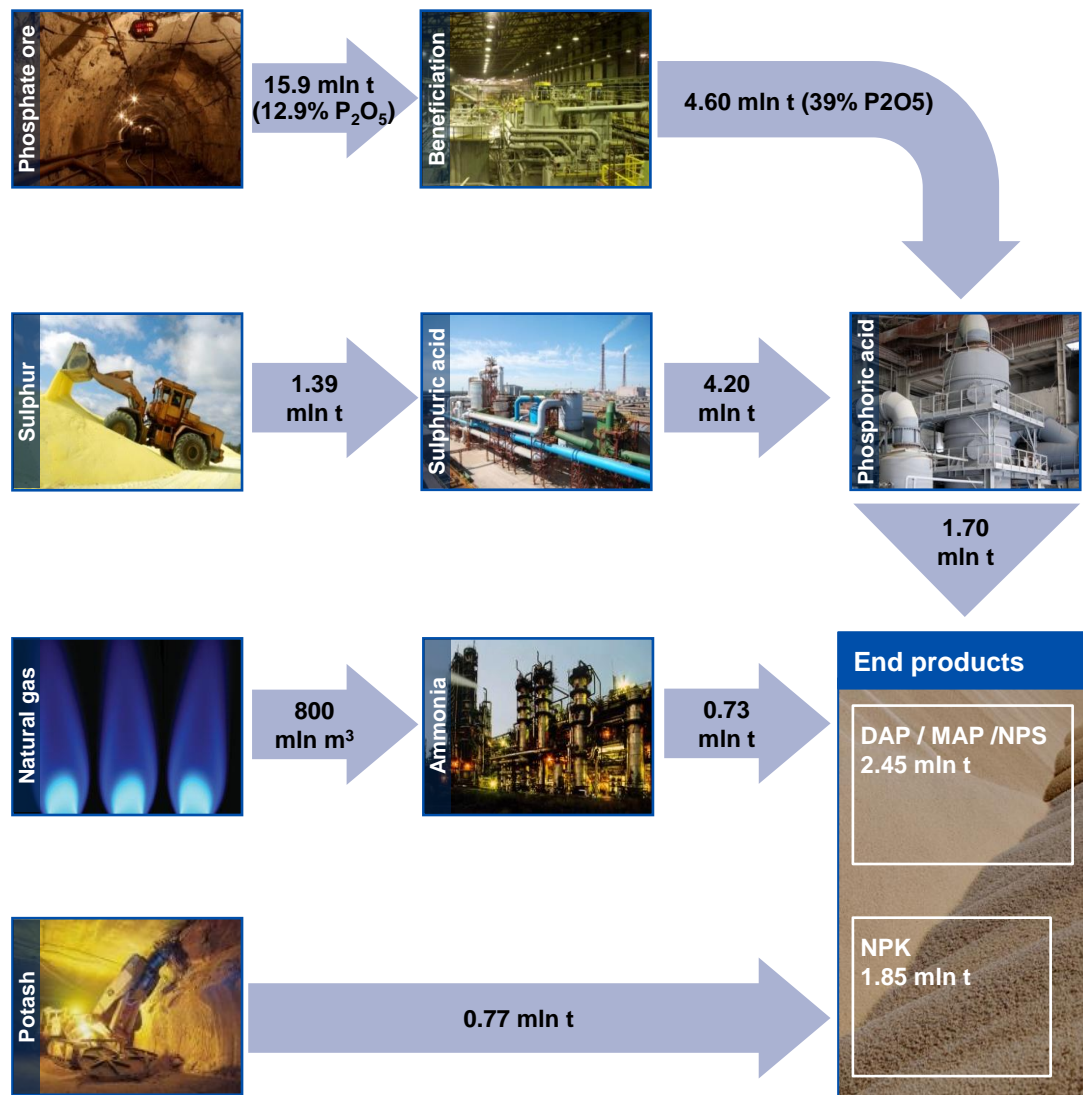 Phosphate ore
15.9 mln t
(12.9% P₂O₅)
Beneficiation
4.60 mln t (39% P2O5)
Sulphur
1.39
mln t
Sulphuric acid
4.20
mln t
Phosphoric acid
1.70
mln t
Natural gas
800
mln m³
Ammonia
0.73
mln t
End products
DAP / MAP /NPS
2.45 mln t
NPK
1.85 mln t
Potash
0.77 mln t